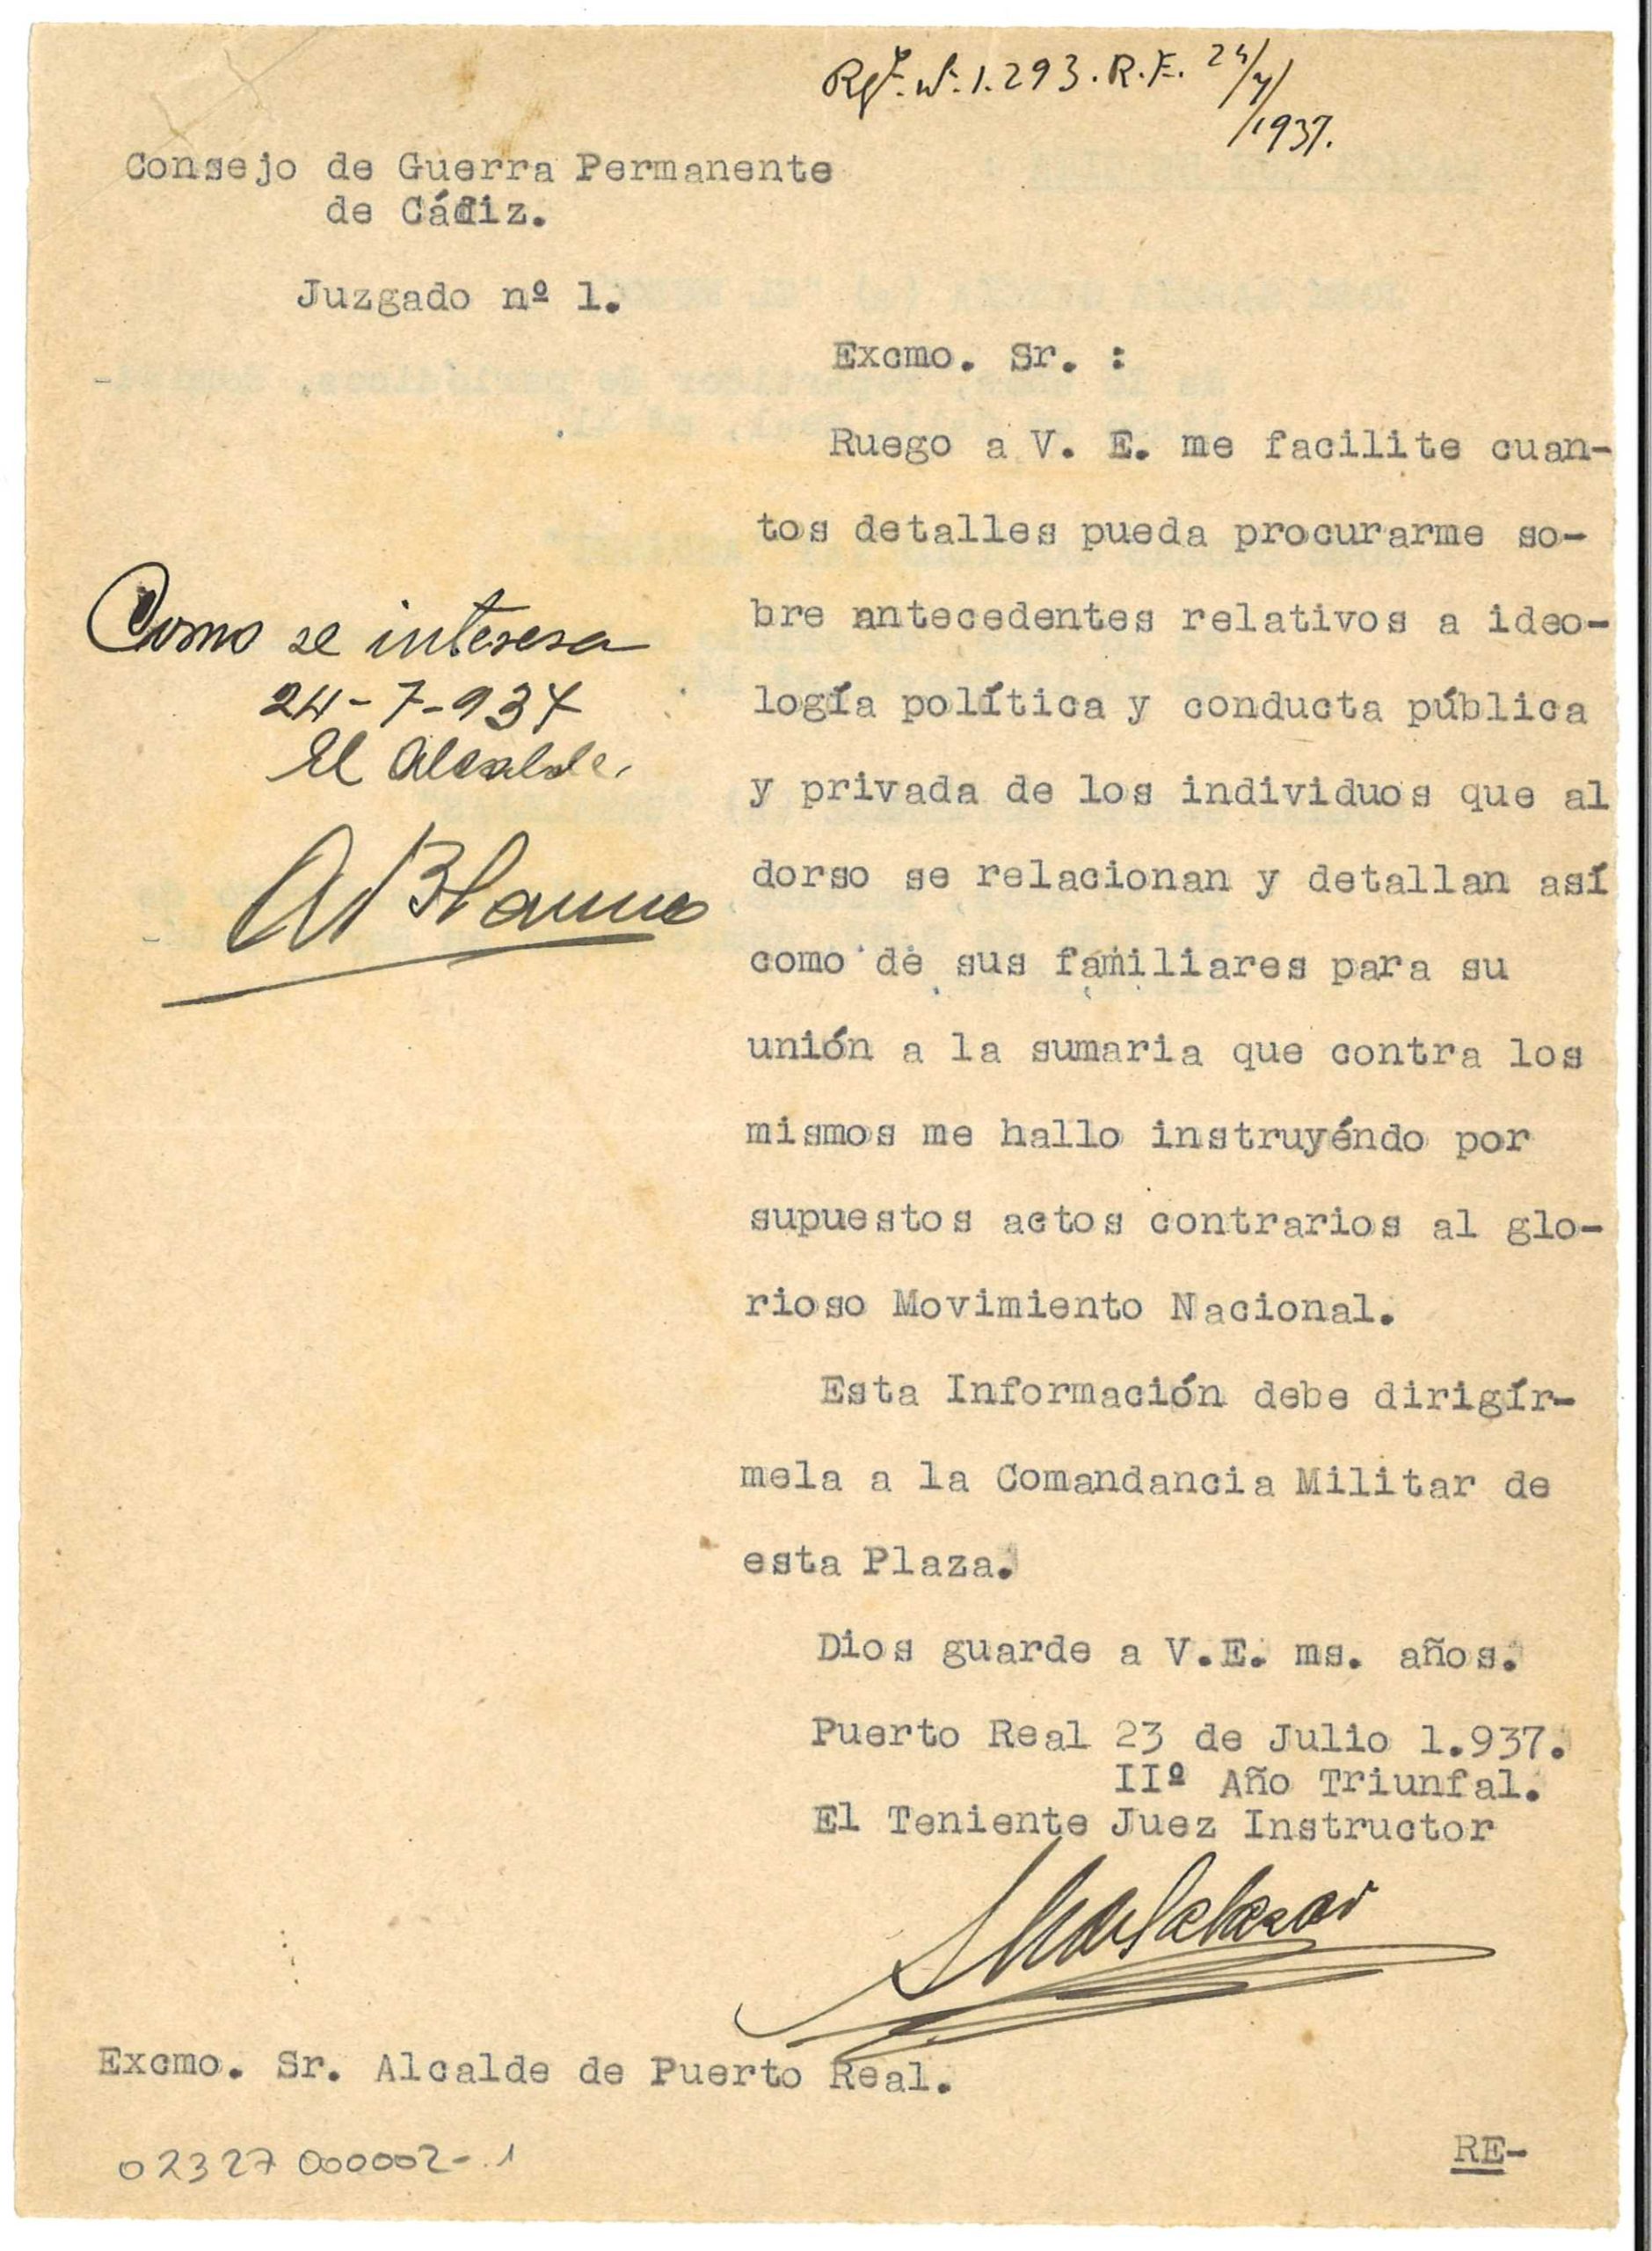 Rgº. nº. 1.293. R.E. 24/7/
/1937.
Consejo de Guerra Permanente
de Cádiz.
Juzgado nº 1.
Excmo. Sr. :
Ruego a V. E. me facilite cuan-
tos detalles pueda procurarme so-
bre antecedentes relativos a ideo-
logía política y conducta pública
y privada de los individuos que al
dorso se relacionan y detallan así
como de sus familiares para su
unión a la sumaria que contra los
mismos me hallo instruyéndo por
supuestos actos contrarios al glo-
rioso Movimiento Nacional.
Esta Información debe dirigír-
mela a la Comandancia Militar de
esta Plaza.
Dios guarde a V.E. ms. años.
Puerto Real 23 de Julio 1.937.
IIº Año Triunfal.
El Teniente Juez Instructor
Como se interesa
24-7-937
El Alcalde,
Excmo. Sr. Alcalde de Puerto Real.
02327 000002-1
RE-